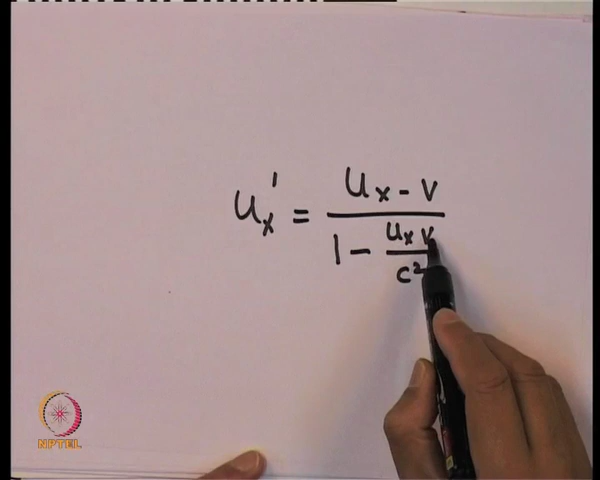 u_x' = (u_x - v) / (1 - (u_x v) / c²)
NPTEL